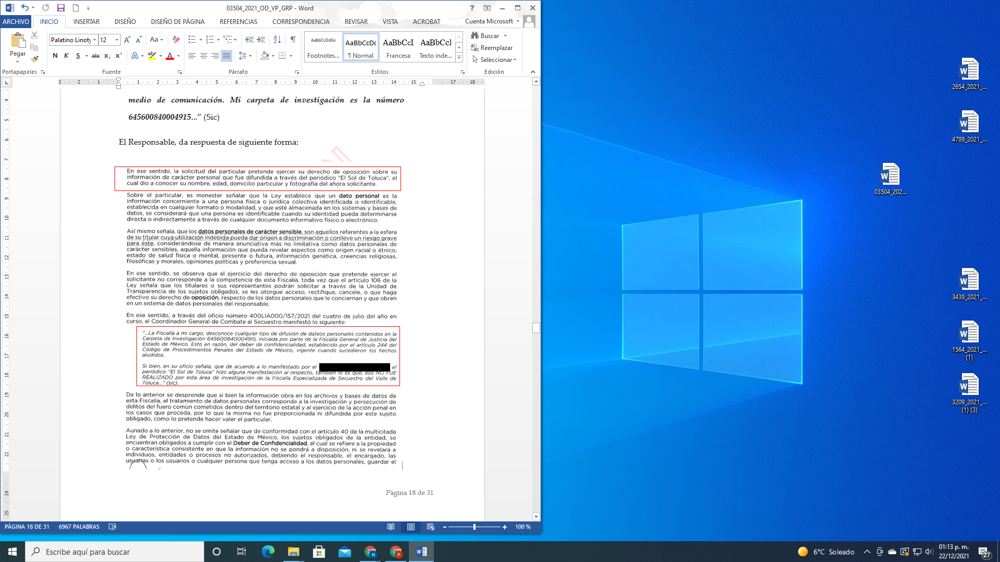 03504_2021_OD_VP_GRP - Word
ARCHIVO INICIO INSERTAR DISEÑO DISEÑO DE PÁGINA REFERENCIAS CORRESPONDENCIA REVISAR VISTA ACROBAT Cuenta Microsoft
Palatino Linoty 12
Pegar
Portapapeles Fuente Párrafo
AaBbCcDdEe AaBbCcDc AaBbCcI AaBbCcI
Footnotes... ¶ Normal Francesa Texto inde...
Estilos
Buscar
Reemplazar
Seleccionar
Edición
3 2 1 1 2 3 4 5 6 7 8 9 10 11 12 13 14 15 17 18
medio de comunicación. Mi carpeta de investigación es la número
645600840004915..." (Sic)
El Responsable, da respuesta de siguiente forma:
En ese sentido, la solicitud del particular pretende ejercer su derecho de oposición sobre su
información de carácter personal que fue difundida a través del periódico "El Sol de Toluca", el
cual dio a conocer su nombre, edad, domicilio particular y fotografía del ahora solicitante.
Sobre el particular, es menester señalar que la Ley establece que un dato personal es la
información concerniente a una persona física o jurídica colectiva identificada o identificable,
establecida en cualquier formato o modalidad, y que esté almacenada en los sistemas y bases de
datos, se considerará que una persona es identificable cuando su identidad pueda determinarse
directa o indirectamente a través de cualquier documento informativo físico o electrónico.
Así mismo señala, que los datos personales de carácter sensible, son aquellos referentes a la esfera
de su titular cuya utilización indebida pueda dar origen a discriminación o conlleve un riesgo grave
para éste, considerándose de manera enunciativa más no limitativa como datos personales de
carácter sensibles, aquella información que pueda revelar aspectos como origen racial o étnico,
estado de salud física o mental, presente o futura, información genética, creencias religiosas,
filosóficas y morales, opiniones políticas y preferencia sexual.
En ese sentido, se observa que el ejercicio del derecho de oposición que pretende ejercer el
solicitante no corresponde a la competencia de esta Fiscalía, toda vez que el artículo 106 de la
Ley señala que los titulares o sus representantes podrán solicitar a través de la Unidad de
Transparencia de los sujetos obligados, se les otorgue acceso, rectifique, cancele, o que haga
efectivo su derecho de oposición, respecto de los datos personales que le conciernan y que obren
en un sistema de datos personales del responsable.
En ese sentido, a través del oficio número 400LIA000/157/2021 del cuatro de julio del año en
curso, el Coordinador General de Combate al Secuestro manifestó lo siguiente:
"...La Fiscalía a mi cargo, desconoce cualquier tipo de difusión de dateos personales contenidos en la
Carpeta de Investigación 645600840004915, iniciada por parte de la Fiscalía General de Justicia del
Estado de México. Esto en razón, del deber de confidencialidad, establecido por el artículo 244 del
Código de Procedimientos Penales del Estado de México, vigente cuando sucedieron los hechos
aludidos.
Si bien, en su oficio señala, que de acuerdo a lo manifestado por el el
periódico "El Sol de Toluca" hizo alguna manifestación al respecto, también lo es que, eso NO FUE
REALIZADO por esta área de investigación de la Fiscalía Especializada de Secuestro del Valle de
Toluca..." (sic).
De lo anterior se desprende que si bien la información obra en los archivos y bases de datos de
esta Fiscalía, el tratamiento de datos personales corresponde a la investigación y persecución de
delitos del fuero común cometidos dentro del territorio estatal y al ejercicio de la acción penal en
los casos que proceda, por lo que la misma no fue proporcionada ni difundida por este sujeto
obligado, como lo pretende hacer valer el particular.
Aunado a lo anterior, no se omite señalar que de conformidad con el artículo 40 de la multicitada
Ley de Protección de Datos del Estado de México, los sujetos obligados de la entidad, se
encuentran obligados a cumplir con el Deber de Confidencialidad, el cual se refiere a la propiedad
o característica consistente en que la información no se pondrá a disposición, ni se revelará a
individuos, entidades o procesos no autorizados, debiendo el responsable, el encargado, las
usuarias o los usuarios o cualquier persona que tenga acceso a los datos personales, guardar el
Página 18 de 31
PÁGINA 18 DE 31 6967 PALABRAS 100 %
2654_2021_...
4789_2021_...
03504_202...
3439_2021_...
1564_2021_...
(1)
3209_2021_...
(1) (3)
Escribe aquí para buscar
6°C Soleado
01:13 p. m.
22/12/2021
27